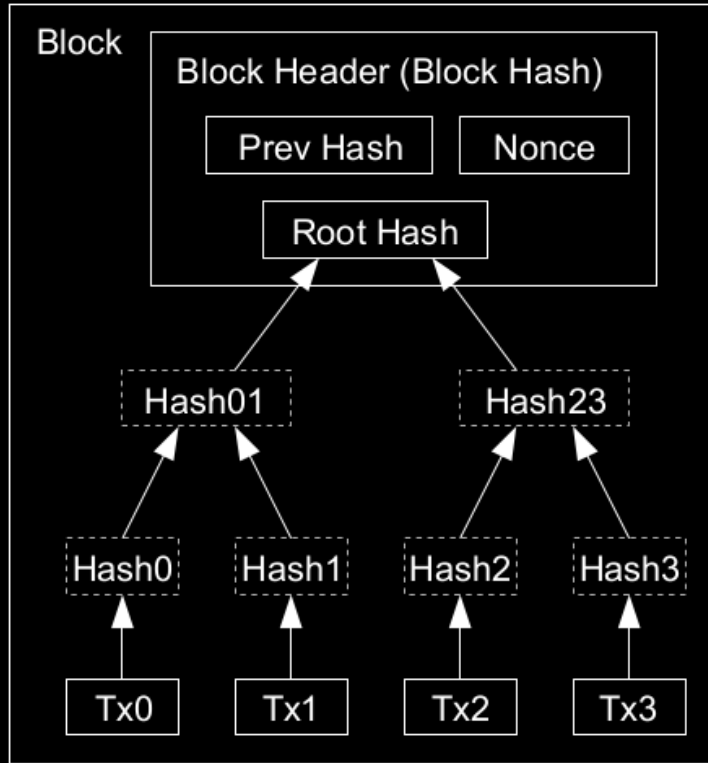 Block
Block Header (Block Hash)
Prev Hash
Nonce
Root Hash
Hash01
Hash23
Hash0
Hash1
Hash2
Hash3
Tx0
Tx1
Tx2
Tx3